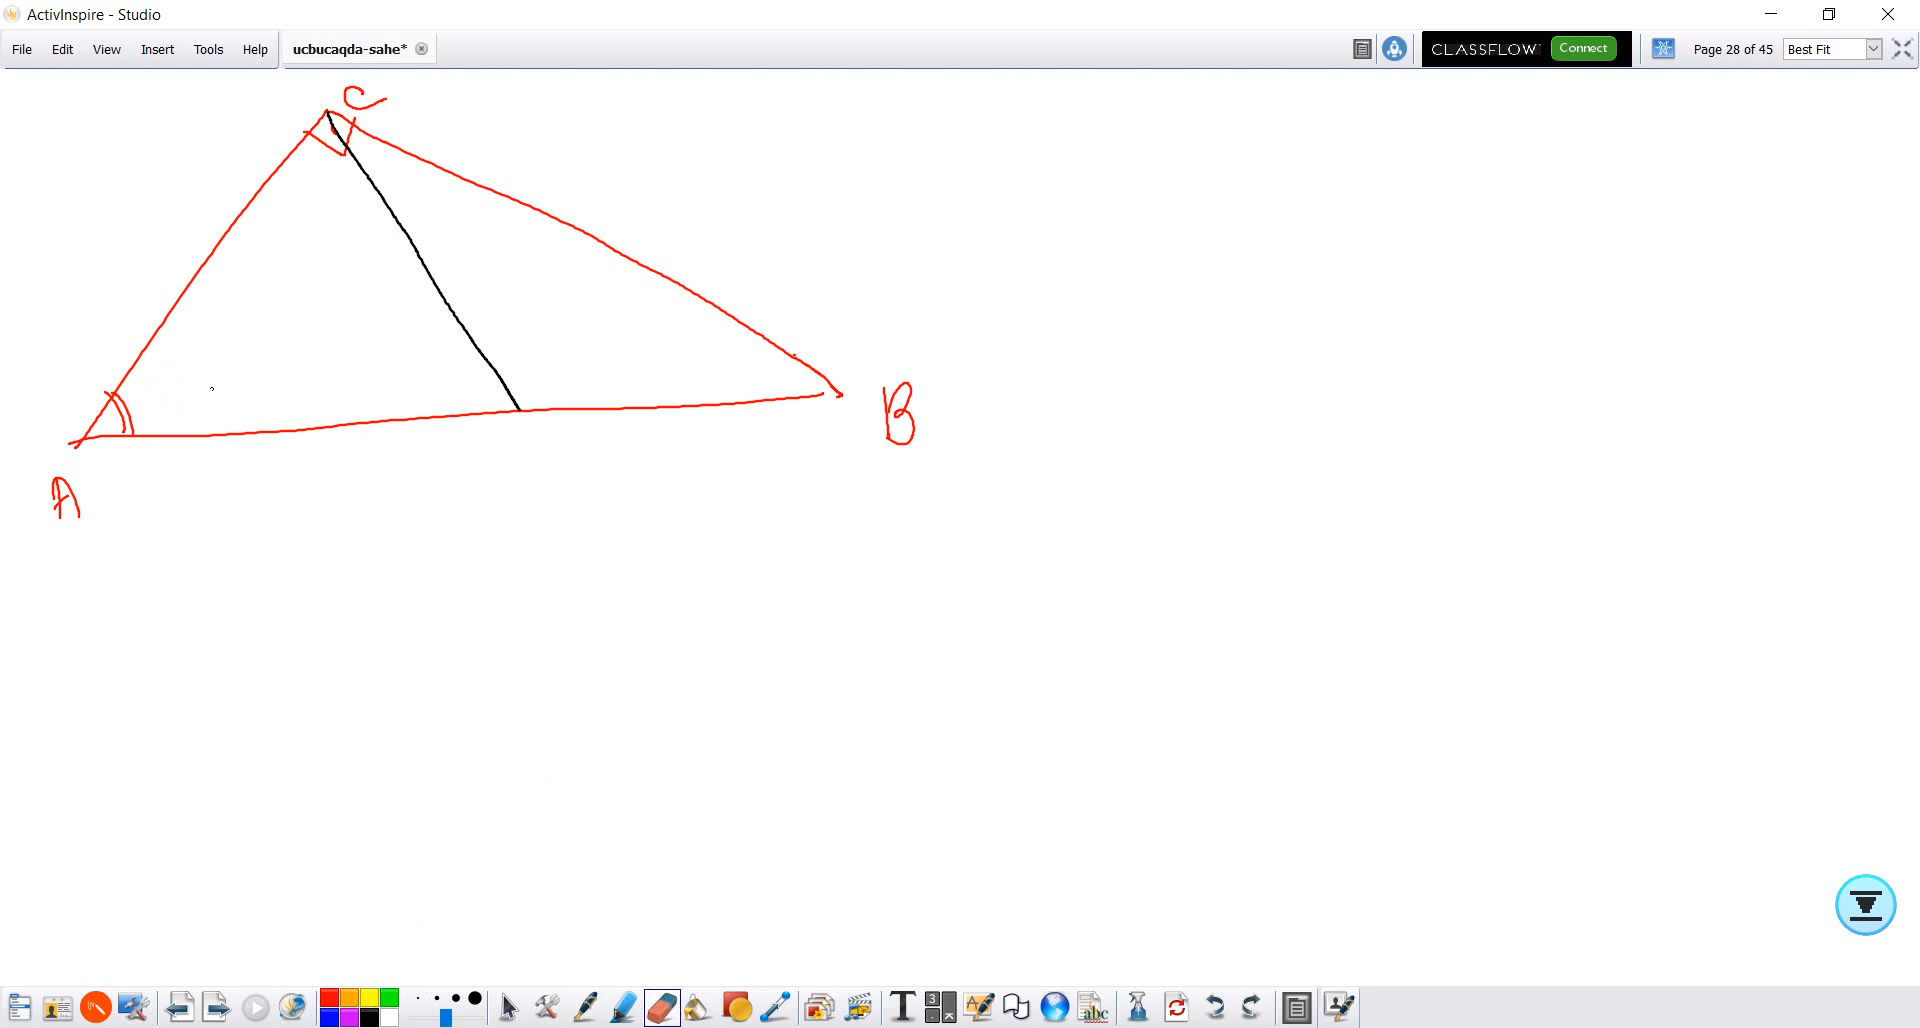 ActivInspire - Studio
File Edit View Insert Tools Help ucbucaqda-sahe* CLASSFLOW Connect Page 28 of 45 Best Fit
C
B
A